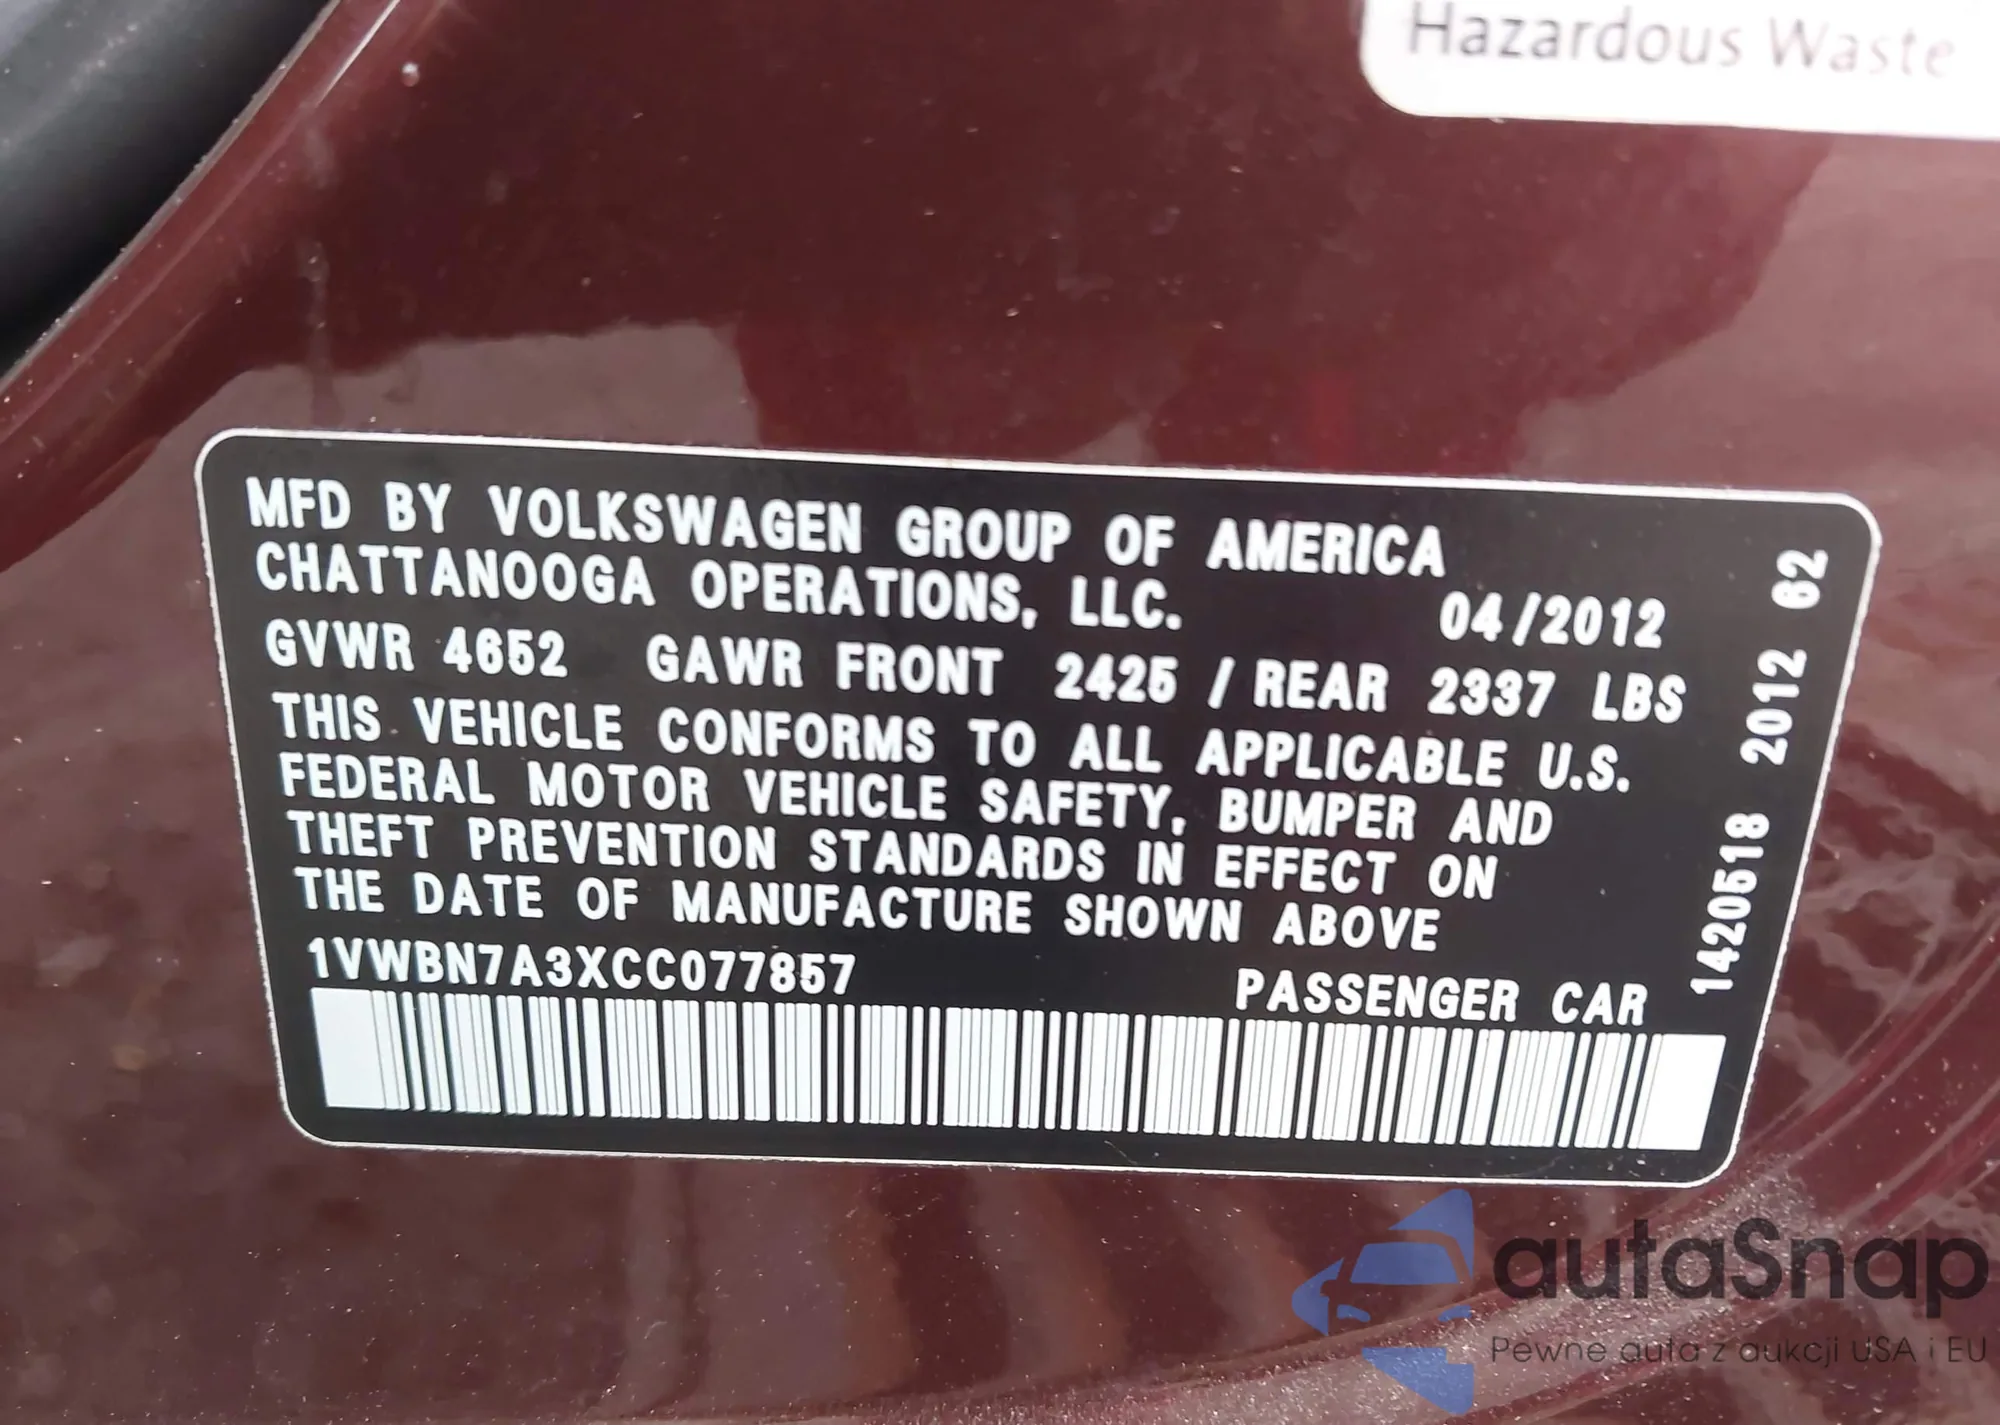 Hazardous Waste
MFD BY VOLKSWAGEN GROUP OF AMERICA
CHATTANOOGA OPERATIONS, LLC.
04/2012
GVWR 4652 GAWR FRONT 2425 / REAR 2337 LBS
THIS VEHICLE CONFORMS TO ALL APPLICABLE U.S.
FEDERAL MOTOR VEHICLE SAFETY, BUMPER AND
THEFT PREVENTION STANDARDS IN EFFECT ON
THE DATE OF MANUFACTURE SHOWN ABOVE
1VWBN7A3XCC077857
PASSENGER CAR
1420518 2012 62
autaSnap
Pewne auta z aukcji USA i EU